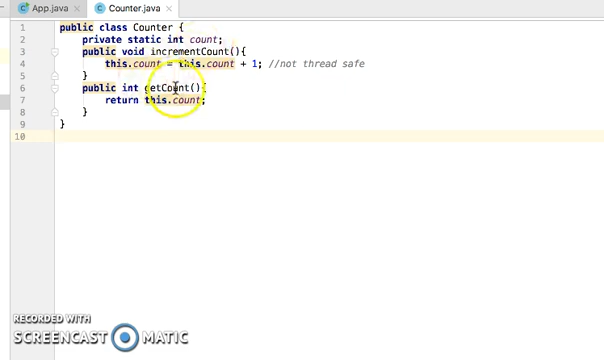 App.java
Counter.java
1 public class Counter {
2 private static int count;
3 public void incrementCount(){
4 this.count = this.count + 1; //not thread safe
5 }
6 public int getCount(){
7 return this.count;
8 }
9 }
10
RECORDED WITH
SCREENCAST MATIC